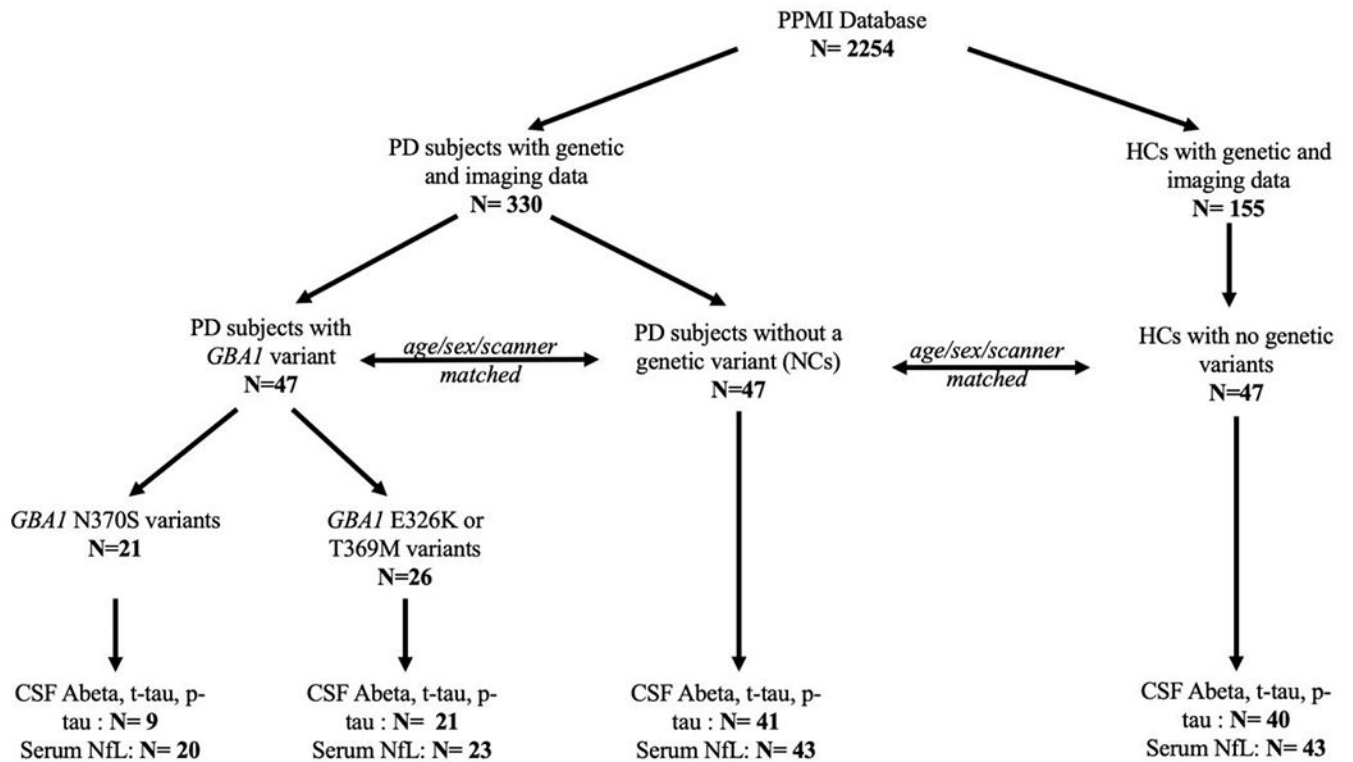 PPMI Database
N= 2254
PD subjects with genetic
and imaging data
N= 330
HCs with genetic and
imaging data
N= 155
PD subjects with
GBA1 variant
N=47
age/sex/scanner
matched
PD subjects without a
genetic variant (NCs)
N=47
age/sex/scanner
matched
HCs with no genetic
variants
N=47
GBA1 N370S variants
N=21
GBA1 E326K or
T369M variants
N=26
CSF Abeta, t-tau, p-
tau : N= 9
Serum NfL: N= 20
CSF Abeta, t-tau, p-
tau : N= 21
Serum NfL: N= 23
CSF Abeta, t-tau, p-
tau : N= 41
Serum NfL: N= 43
CSF Abeta, t-tau, p-
tau : N= 40
Serum NfL: N= 43